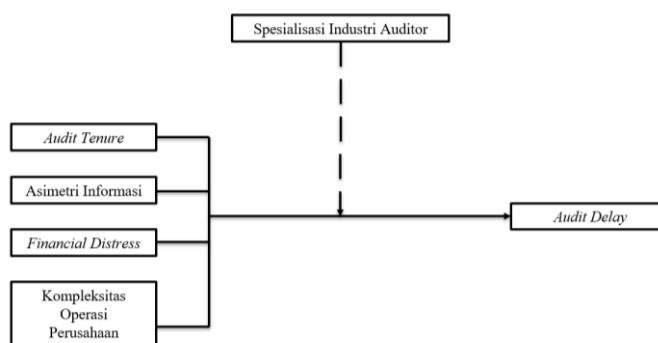 Spesialisasi Industri Auditor
Audit Tenure
Asimetri Informasi
Financial Distress
Kompleksitas
Operasi
Perusahaan
Audit Delay